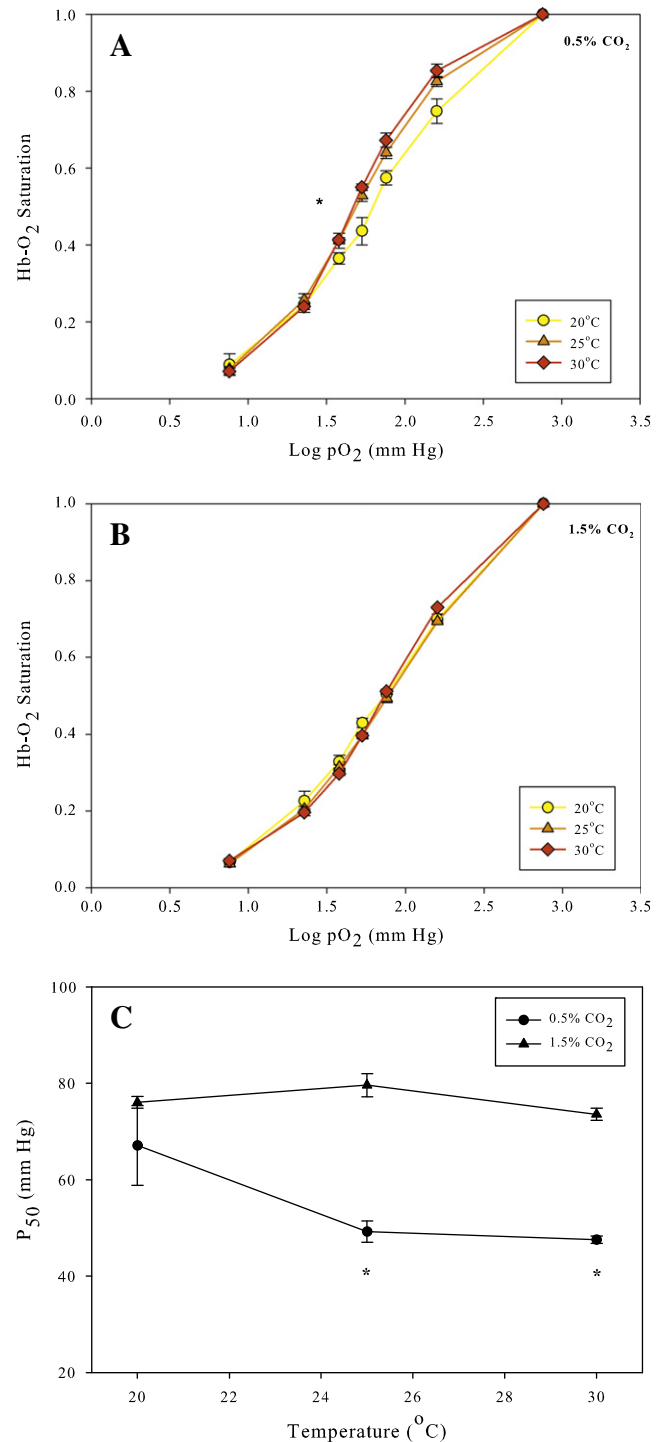 A
0.5% CO₂
Hb-O₂ Saturation
1.0
0.8
0.6
*
0.4
0.2
0.0
20°C
25°C
30°C
0.0 0.5 1.0 1.5 2.0 2.5 3.0 3.5
Log pO₂ (mm Hg)
B
1.5% CO₂
Hb-O₂ Saturation
1.0
0.8
0.6
0.4
0.2
0.0
20°C
25°C
30°C
0.0 0.5 1.0 1.5 2.0 2.5 3.0 3.5
Log pO₂ (mm Hg)
C
0.5% CO₂
1.5% CO₂
P₅₀ (mm Hg)
100
80
60
40
20
* *
20 22 24 26 28 30
Temperature (°C)